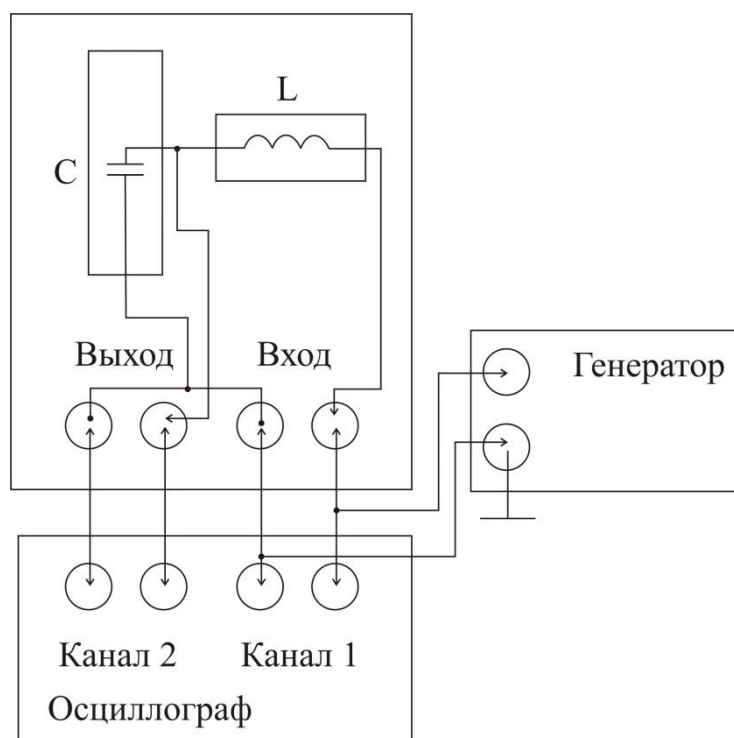 L
C
Выход
Вход
Генератор
Канал 2
Канал 1
Осциллограф